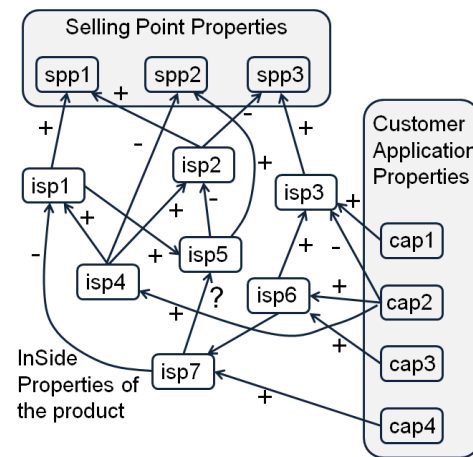 Selling Point Properties
spp1 spp2 spp3
+
-
+
-
+
+
Customer
Application
Properties
isp1 isp2 isp3
+
+
-
+
+
-
cap1
-
isp4 isp5 isp6
+
+
cap2
?
+
+
cap3
InSide
Properties of
the product
isp7
+
cap4